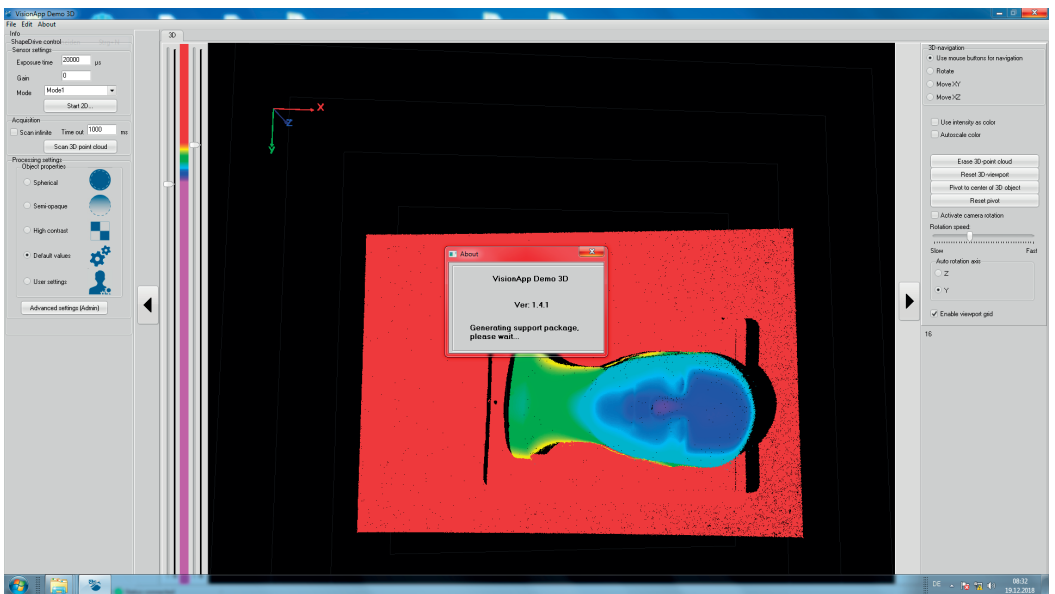 VisionApp Demo 3D
File Edit About
Info
ShapeDrive control
Sensor settings
Exposure time 20000 µs
Gain 0
Mode Mode1
Start 2D...
Acquisition
Scan infinite Time out 1000 ms
Scan 3D point cloud
Processing settings
Object properties
Spherical
Semi-opaque
High contrast
Default values
User settings
Advanced settings (Admin)
3D
X
Z
Y
About
VisionApp Demo 3D
Ver: 1.4.1
Generating support package,
please wait...
3D-navigation
Use mouse buttons for navigation
Rotate
Move XY
Move XZ
Use intensity as color
Autoscale color
Erase 3D-point cloud
Reset 3D-viewport
Pivot to center of 3D object
Reset pivot
Activate camera rotation
Rotation speed:
Slow Fast
Auto rotation axis
Z
Y
Enable viewport grid
16
DE
08:32
19.12.2018